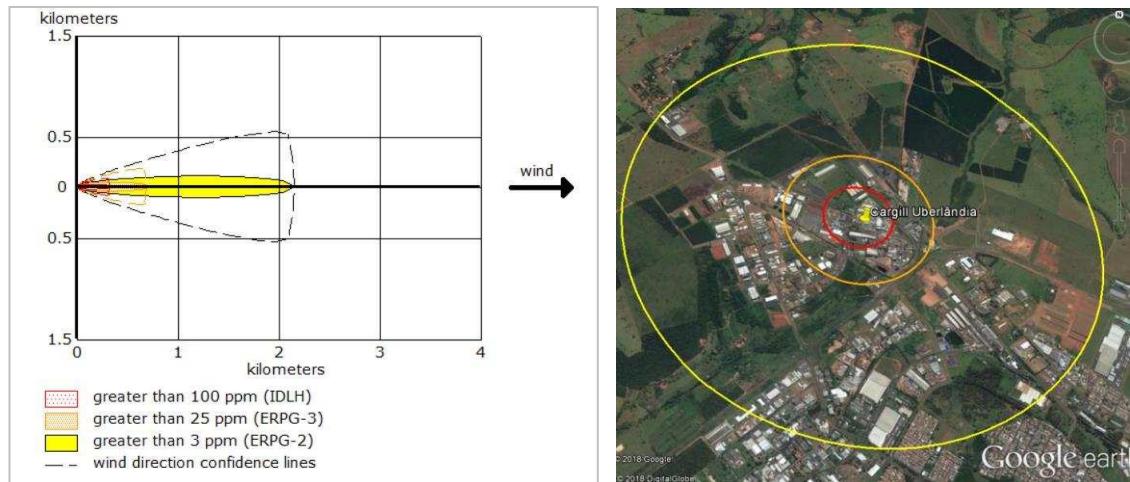 kilometers
1.5
0.5
0
0.5
1.5
0
1
2
3
4
kilometers
wind
greater than 100 ppm (IDLH)
greater than 25 ppm (ERPG-3)
greater than 3 ppm (ERPG-2)
wind direction confidence lines
N
Cargill Uberlândia
© 2018 Google
© 2018 DigitalGlobe
Google earth